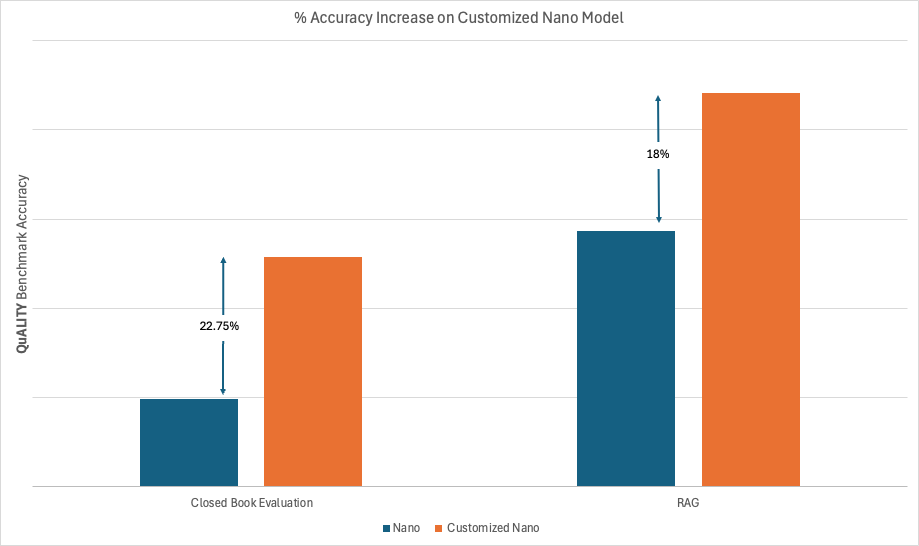 % Accuracy Increase on Customized Nano Model
QuALITY Benchmark Accuracy
18%
22.75%
Closed Book Evaluation
RAG
Nano
Customized Nano